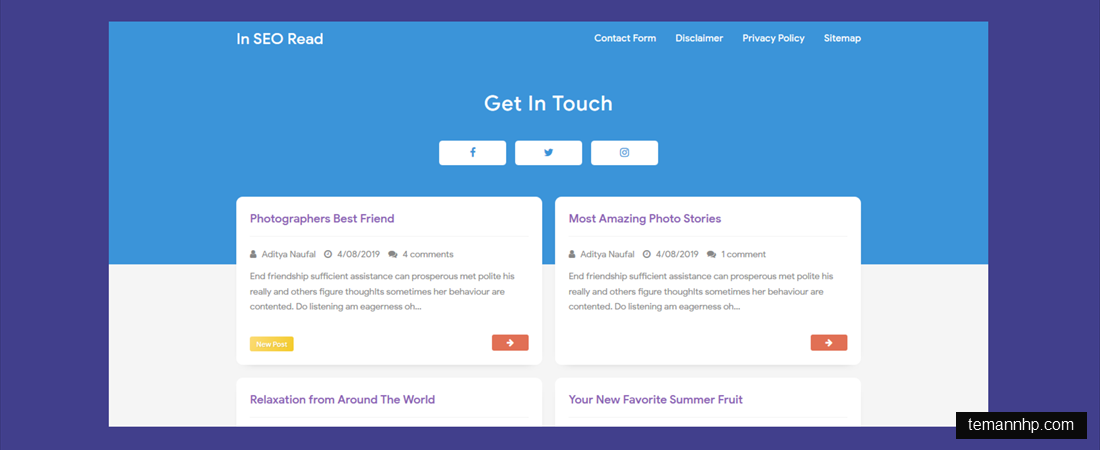 In SEO Read
Contact Form Disclaimer Privacy Policy Sitemap
Get In Touch
Photographers Best Friend
Aditya Naufal 4/08/2019 4 comments
End friendship sufficient assistance can prosperous met polite his
really and others figure thoughlts sometimes her behaviour are
contented. Do listening am eagerness oh...
New Post
Most Amazing Photo Stories
Aditya Naufal 4/08/2019 1 comment
End friendship sufficient assistance can prosperous met polite his
really and others figure thoughlts sometimes her behaviour are
contented. Do listening am eagerness oh...
Relaxation from Around The World
Your New Favorite Summer Fruit
temannhp.com